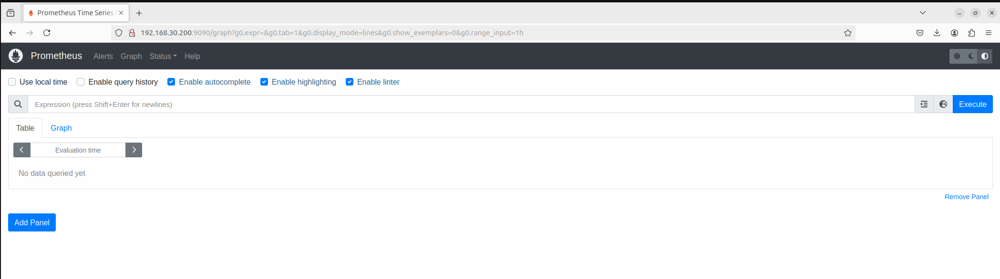 Prometheus Time Series
192.168.30.200:9090/graph?g0.expr=&g0.tab=1&g0.display_mode=lines&g0.show_exemplars=0&g0.range_input=1h
Prometheus Alerts Graph Status Help
Use local time Enable query history Enable autocomplete Enable highlighting Enable linter
Expression (press Shift+Enter for newlines) Execute
Table Graph
Evaluation time
No data queried yet
Remove Panel
Add Panel